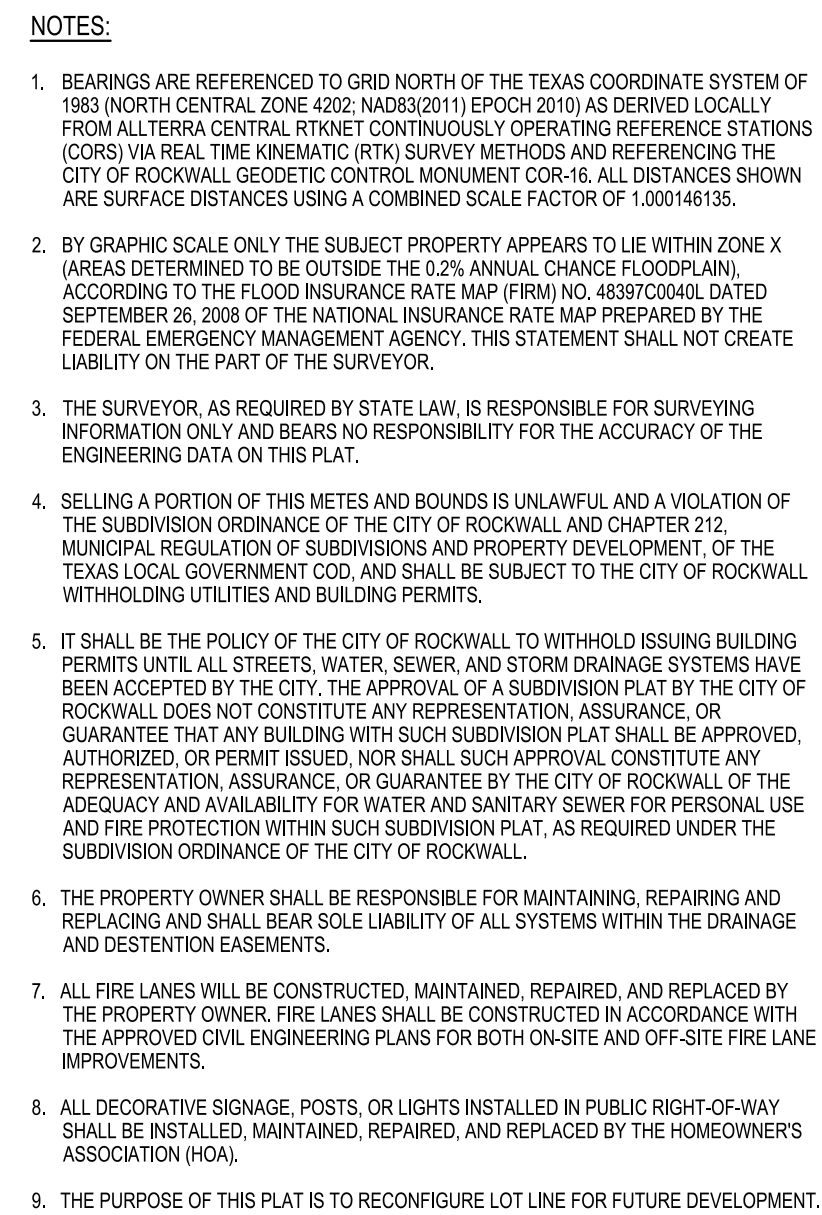 NOTES:
1. BEARINGS ARE REFERENCED TO GRID NORTH OF THE TEXAS COORDINATE SYSTEM OF
1983 (NORTH CENTRAL ZONE 4202; NAD83(2011) EPOCH 2010) AS DERIVED LOCALLY
FROM ALLTERRA CENTRAL RTKNET CONTINUOUSLY OPERATING REFERENCE STATIONS
(CORS) VIA REAL TIME KINEMATIC (RTK) SURVEY METHODS AND REFERENCING THE
CITY OF ROCKWALL GEODETIC CONTROL MONUMENT COR-16. ALL DISTANCES SHOWN
ARE SURFACE DISTANCES USING A COMBINED SCALE FACTOR OF 1.000146135.
2. BY GRAPHIC SCALE ONLY THE SUBJECT PROPERTY APPEARS TO LIE WITHIN ZONE X
(AREAS DETERMINED TO BE OUTSIDE THE 0.2% ANNUAL CHANCE FLOODPLAIN),
ACCORDING TO THE FLOOD INSURANCE RATE MAP (FIRM) NO. 48397C0040L DATED
SEPTEMBER 26, 2008 OF THE NATIONAL INSURANCE RATE MAP PREPARED BY THE
FEDERAL EMERGENCY MANAGEMENT AGENCY. THIS STATEMENT SHALL NOT CREATE
LIABILITY ON THE PART OF THE SURVEYOR.
3. THE SURVEYOR, AS REQUIRED BY STATE LAW, IS RESPONSIBLE FOR SURVEYING
INFORMATION ONLY AND BEARS NO RESPONSIBILITY FOR THE ACCURACY OF THE
ENGINEERING DATA ON THIS PLAT.
4. SELLING A PORTION OF THIS METES AND BOUNDS IS UNLAWFUL AND A VIOLATION OF
THE SUBDIVISION ORDINANCE OF THE CITY OF ROCKWALL AND CHAPTER 212,
MUNICIPAL REGULATION OF SUBDIVISIONS AND PROPERTY DEVELOPMENT, OF THE
TEXAS LOCAL GOVERNMENT COD, AND SHALL BE SUBJECT TO THE CITY OF ROCKWALL
WITHHOLDING UTILITIES AND BUILDING PERMITS.
5. IT SHALL BE THE POLICY OF THE CITY OF ROCKWALL TO WITHHOLD ISSUING BUILDING
PERMITS UNTIL ALL STREETS, WATER, SEWER, AND STORM DRAINAGE SYSTEMS HAVE
BEEN ACCEPTED BY THE CITY. THE APPROVAL OF A SUBDIVISION PLAT BY THE CITY OF
ROCKWALL DOES NOT CONSTITUTE ANY REPRESENTATION, ASSURANCE, OR
GUARANTEE THAT ANY BUILDING WITH SUCH SUBDIVISION PLAT SHALL BE APPROVED,
AUTHORIZED, OR PERMIT ISSUED, NOR SHALL SUCH APPROVAL CONSTITUTE ANY
REPRESENTATION, ASSURANCE, OR GUARANTEE BY THE CITY OF ROCKWALL OF THE
ADEQUACY AND AVAILABILITY FOR WATER AND SANITARY SEWER FOR PERSONAL USE
AND FIRE PROTECTION WITHIN SUCH SUBDIVISION PLAT, AS REQUIRED UNDER THE
SUBDIVISION ORDINANCE OF THE CITY OF ROCKWALL.
6. THE PROPERTY OWNER SHALL BE RESPONSIBLE FOR MAINTAINING, REPAIRING AND
REPLACING AND SHALL BEAR SOLE LIABILITY OF ALL SYSTEMS WITHIN THE DRAINAGE
AND DESTENTION EASEMENTS.
7. ALL FIRE LANES WILL BE CONSTRUCTED, MAINTAINED, REPAIRED, AND REPLACED BY
THE PROPERTY OWNER. FIRE LANES SHALL BE CONSTRUCTED IN ACCORDANCE WITH
THE APPROVED CIVIL ENGINEERING PLANS FOR BOTH ON-SITE AND OFF-SITE FIRE LANE
IMPROVEMENTS.
8. ALL DECORATIVE SIGNAGE, POSTS, OR LIGHTS INSTALLED IN PUBLIC RIGHT-OF-WAY
SHALL BE INSTALLED, MAINTAINED, REPAIRED, AND REPLACED BY THE HOMEOWNER'S
ASSOCIATION (HOA).
9. THE PURPOSE OF THIS PLAT IS TO RECONFIGURE LOT LINE FOR FUTURE DEVELOPMENT.